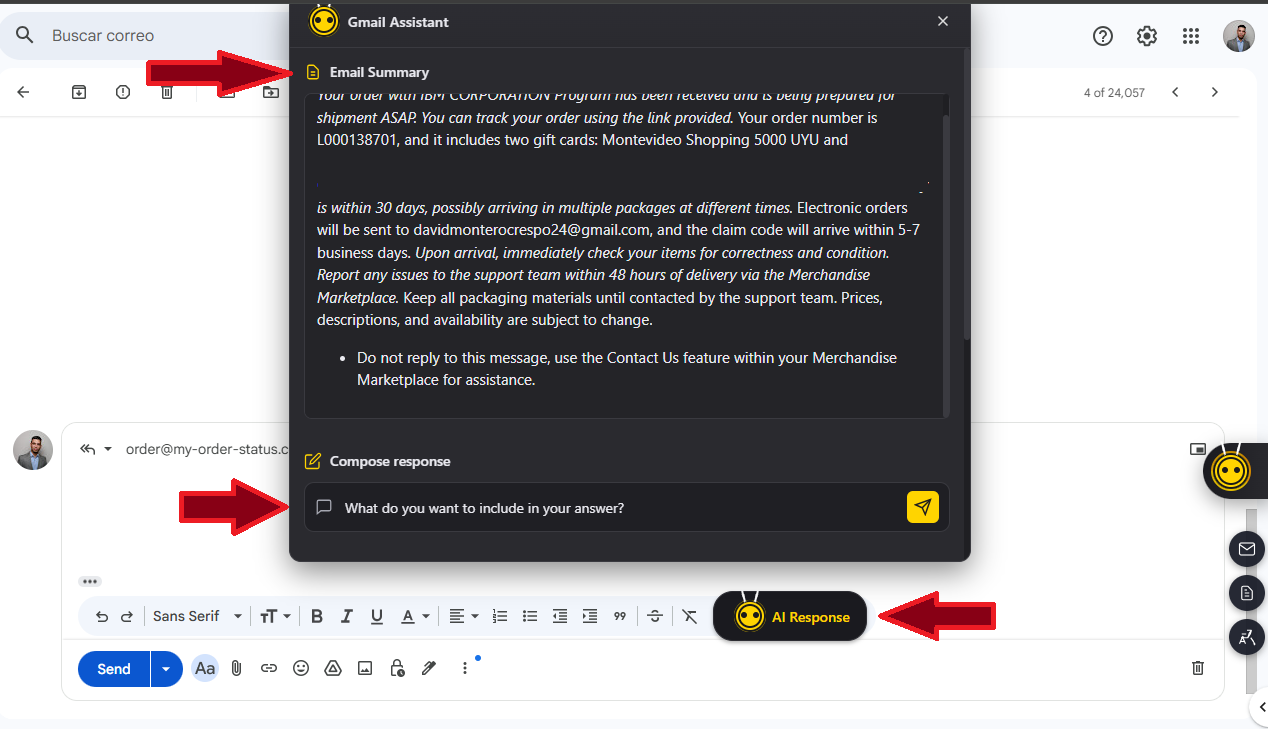 Gmail Assistant
Buscar correo
Email Summary
4 of 24,057
Your order with IBM CORPORATION Program has been received and is being prepared for
shipment ASAP. You can track your order using the link provided. Your order number is
L000138701, and it includes two gift cards: Montevideo Shopping 5000 UYU and
is within 30 days, possibly arriving in multiple packages at different times. Electronic orders
will be sent to davidmonterocrespo24@gmail.com, and the claim code will arrive within 5-7
business days. Upon arrival, immediately check your items for correctness and condition.
Report any issues to the support team within 48 hours of delivery via the Merchandise
Marketplace. Keep all packaging materials until contacted by the support team. Prices,
descriptions, and availability are subject to change.
• Do not reply to this message, use the Contact Us feature within your Merchandise
Marketplace for assistance.
order@my-order-status.c
Compose response
What do you want to include in your answer?
Sans Serif
AI Response
Send
Aa